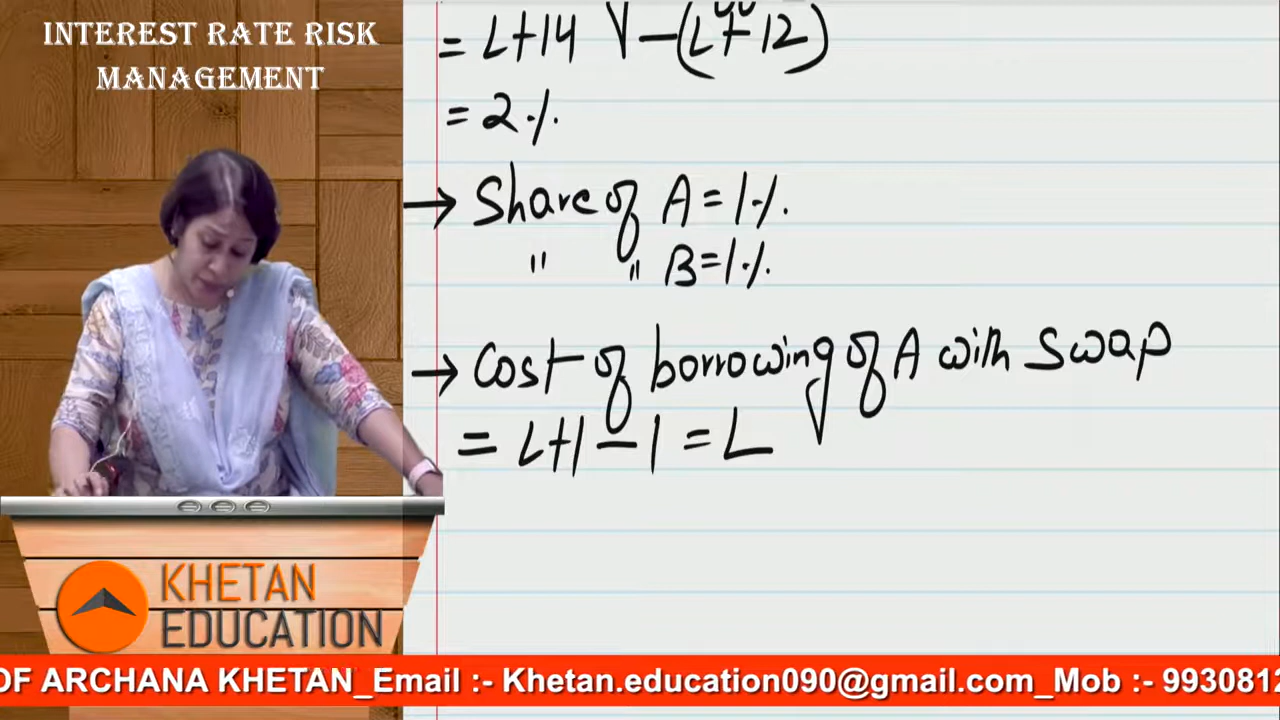 INTEREST RATE RISK
MANAGEMENT
= L+14 - (L+12)
= 2%
→ Share of A = 1%
" " B = 1%
→ Cost of borrowing of A with swap
= L+1 - 1 = L
KHETAN
EDUCATION
OF ARCHANA KHETAN_Email :- Khetan.education090@gmail.com_Mob :- 9930812